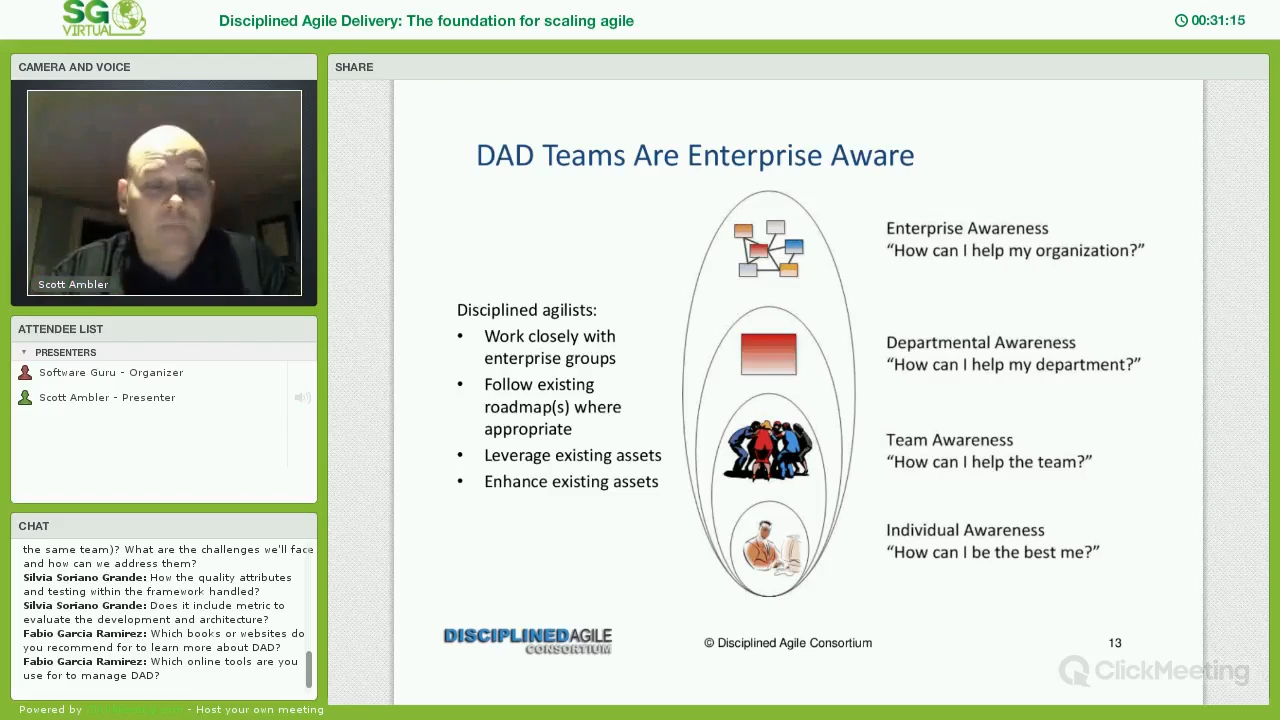 SG
VIRTUAL
Disciplined Agile Delivery: The foundation for scaling agile
00:31:15
CAMERA AND VOICE
Scott Ambler
ATTENDEE LIST
PRESENTERS
Software Guru - Organizer
Scott Ambler - Presenter
CHAT
the same team)? What are the challenges we'll face
and how can we address them?
Silvia Soriano Grande: How the quality attributes
and testing within the framework handled?
Silvia Soriano Grande: Does it include metric to
evaluate the development and architecture?
Fabio Garcia Ramirez: Which books or websites do
you recommend for to learn more about DAD?
Fabio Garcia Ramirez: Which online tools are you
use for to manage DAD?
Powered by ClickMeeting.com - Host your own meeting
SHARE
DAD Teams Are Enterprise Aware
Disciplined agilists:
• Work closely with
enterprise groups
• Follow existing
roadmap(s) where
appropriate
• Leverage existing assets
• Enhance existing assets
Enterprise Awareness
“How can I help my organization?”
Departmental Awareness
“How can I help my department?”
Team Awareness
“How can I help the team?”
Individual Awareness
“How can I be the best me?”
DISCIPLINEDAGILE
CONSORTIUM
© Disciplined Agile Consortium
13
ClickMeeting